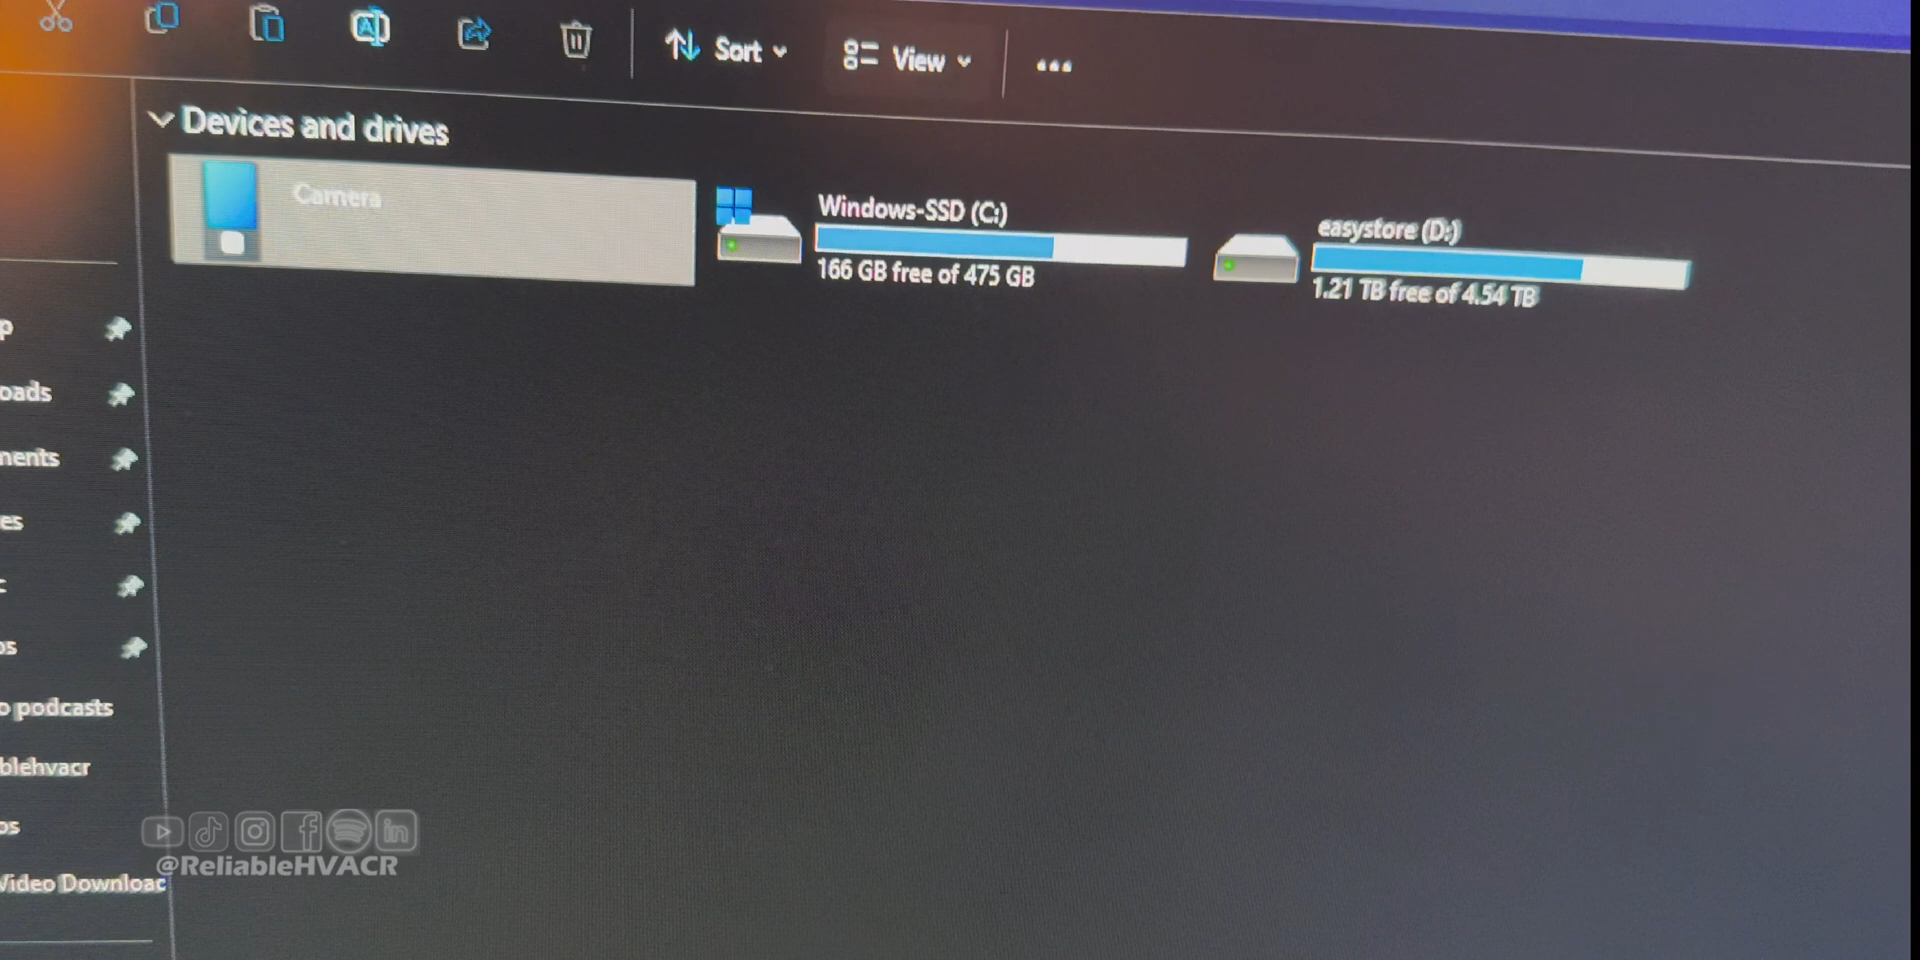 Sort
View
Devices and drives
Camera
Windows-SSD (C:)
166 GB free of 475 GB
easystore (D:)
1.21 TB free of 4.54 TB
p
oads
ments
es
os
o podcasts
blehvacr
os
Video Downloac
@ReliableHVACR